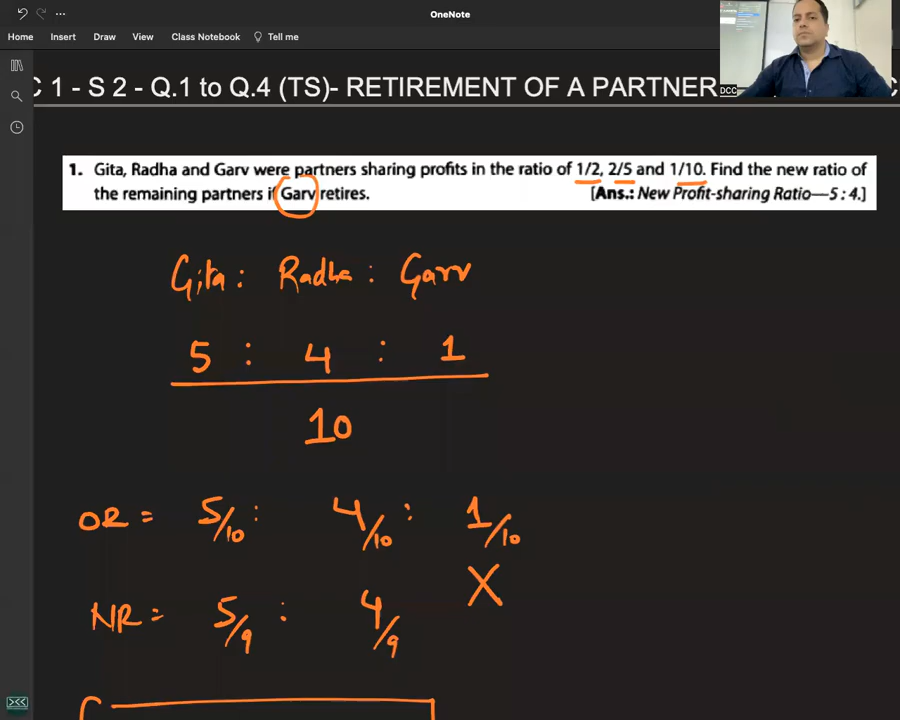 OneNote
Home Insert Draw View Class Notebook Tell me
C 1 - S 2 - Q.1 to Q.4 (TS)- RETIREMENT OF A PARTNER
DCC
1. Gita, Radha and Garv were partners sharing profits in the ratio of 1/2, 2/5 and 1/10. Find the new ratio of
the remaining partners if Garv retires. [Ans.: New Profit-sharing Ratio—5 : 4.]
Gita : Radha : Garv
5 : 4 : 1
10
OR = 5/10 : 4/10 : 1/10
X
NR = 5/9 : 4/9